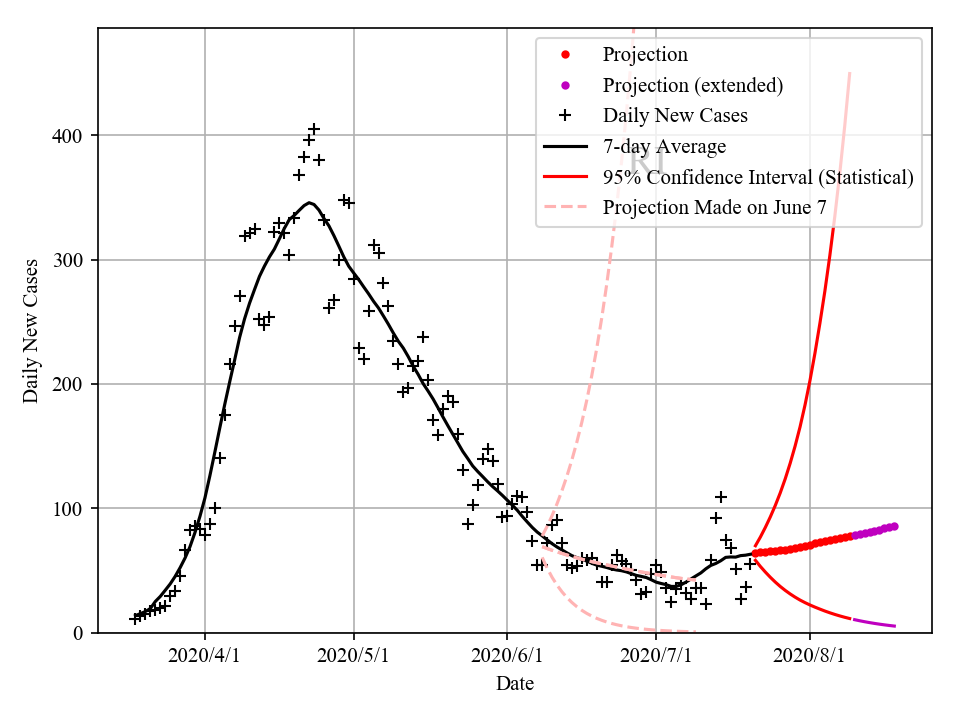 Projection
Projection (extended)
Daily New Cases
7-day Average
RI
95% Confidence Interval (Statistical)
Projection Made on June 7
400
300
200
100
0
Daily New Cases
2020/4/1
2020/5/1
2020/6/1
2020/7/1
2020/8/1
Date